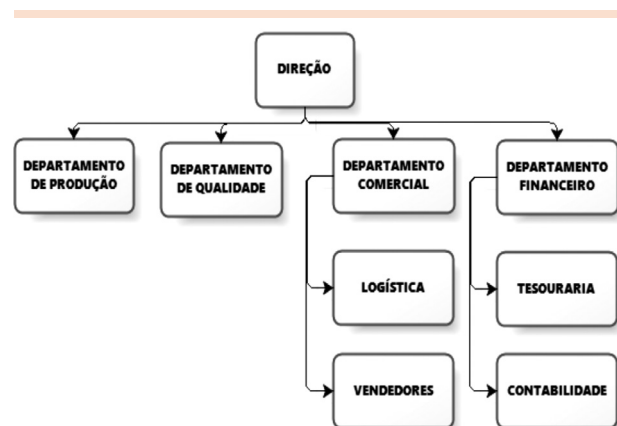 DIREÇÃO
DEPARTAMENTO
DE PRODUÇÃO
DEPARTAMENTO
DE QUALIDADE
DEPARTAMENTO
COMERCIAL
DEPARTAMENTO
FINANCEIRO
LOGÍSTICA
TESOURARIA
VENDEDORES
CONTABILIDADE